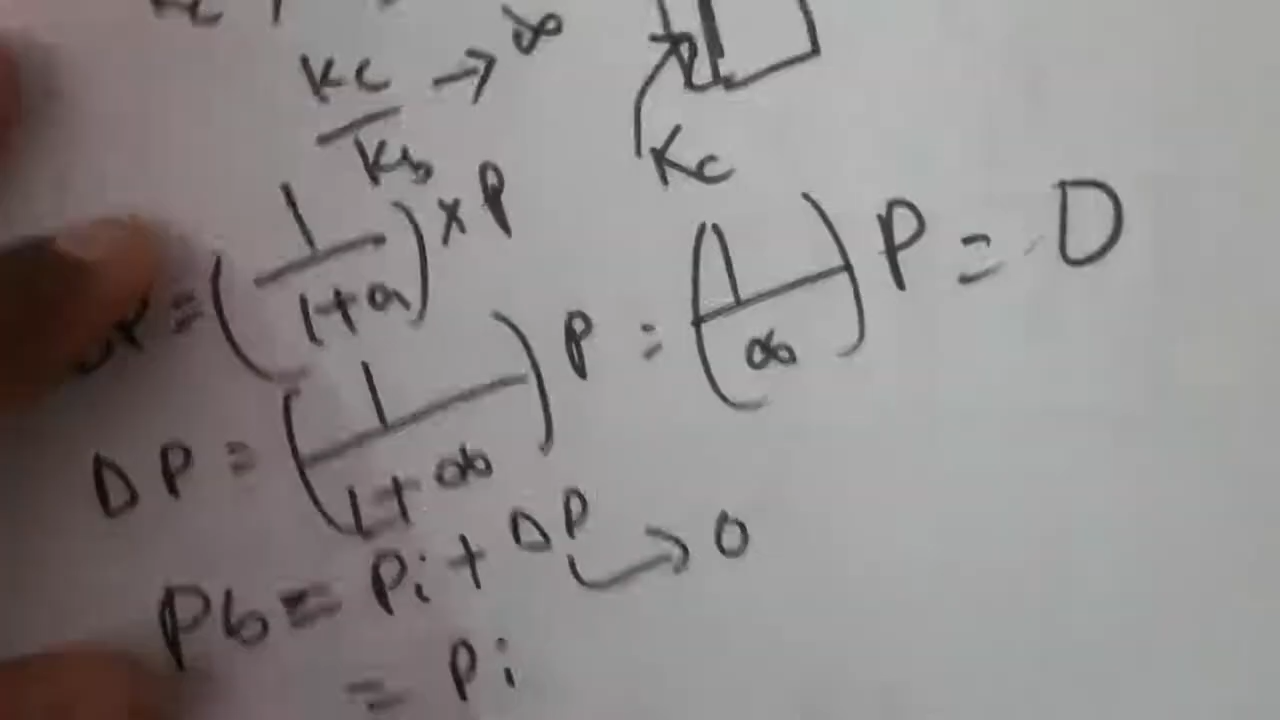 Kc/Kb → ∞
Kc
= (1/(1+a)) × P
ΔP = (1/(1+∞)) P = (1/∞) P = 0
Pb = Pi + ΔP → 0
= Pi